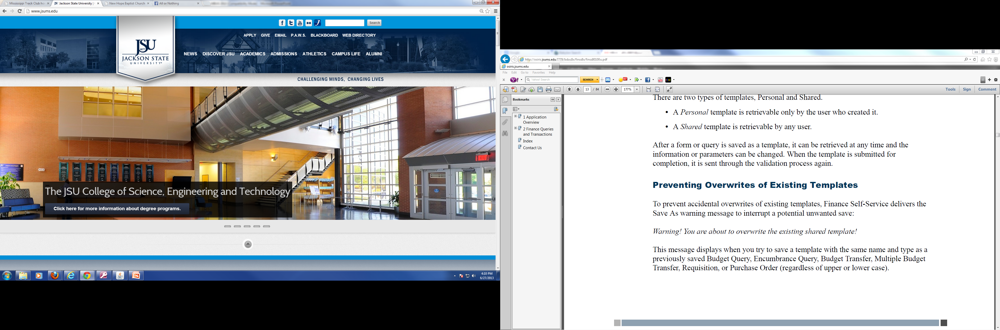 Mississippi Track Club ho
Jackson State University |
New Hope Baptist Church
All or Nothing
www.jsums.edu
Search
APPLY GIVE EMAIL P.A.W.S. BLACKBOARD WEB DIRECTORY
JSU
1877
JACKSON STATE
UNIVERSITY
NEWS DISCOVER JSU ACADEMICS ADMISSIONS ATHLETICS CAMPUS LIFE ALUMNI
CHALLENGING MINDS, CHANGING LIVES
EXIT
The JSU College of Science, Engineering and Technology
Click here for more information about degree programs.
4:10 PM
6/27/2013
http://osiris.jsums.edu:7779/bdoc8x/finss8x/finss80100u.pdf
osiris.jsums.edu
File Edit Go to Favorites Help
Yahoo! Search
SEARCH
13 / 84
177%
Tools Sign Comment
Bookmarks
1 Application
Overview
2 Finance Queries
and Transactions
Index
Contact Us
There are two types of templates, Personal and Shared.
• A Personal template is retrievable only by the user who created it.
• A Shared template is retrievable by any user.
After a form or query is saved as a template, it can be retrieved at any time and the
information or parameters can be changed. When the template is submitted for
completion, it is sent through the validation process again.
Preventing Overwrites of Existing Templates
To prevent accidental overwrites of existing templates, Finance Self-Service delivers the
Save As warning message to interrupt a potential unwanted save:
Warning! You are about to overwrite the existing shared template!
This message displays when you try to save a template with the same name and type as a
previously saved Budget Query, Encumbrance Query, Budget Transfer, Multiple Budget
Transfer, Requisition, or Purchase Order (regardless of upper or lower case).